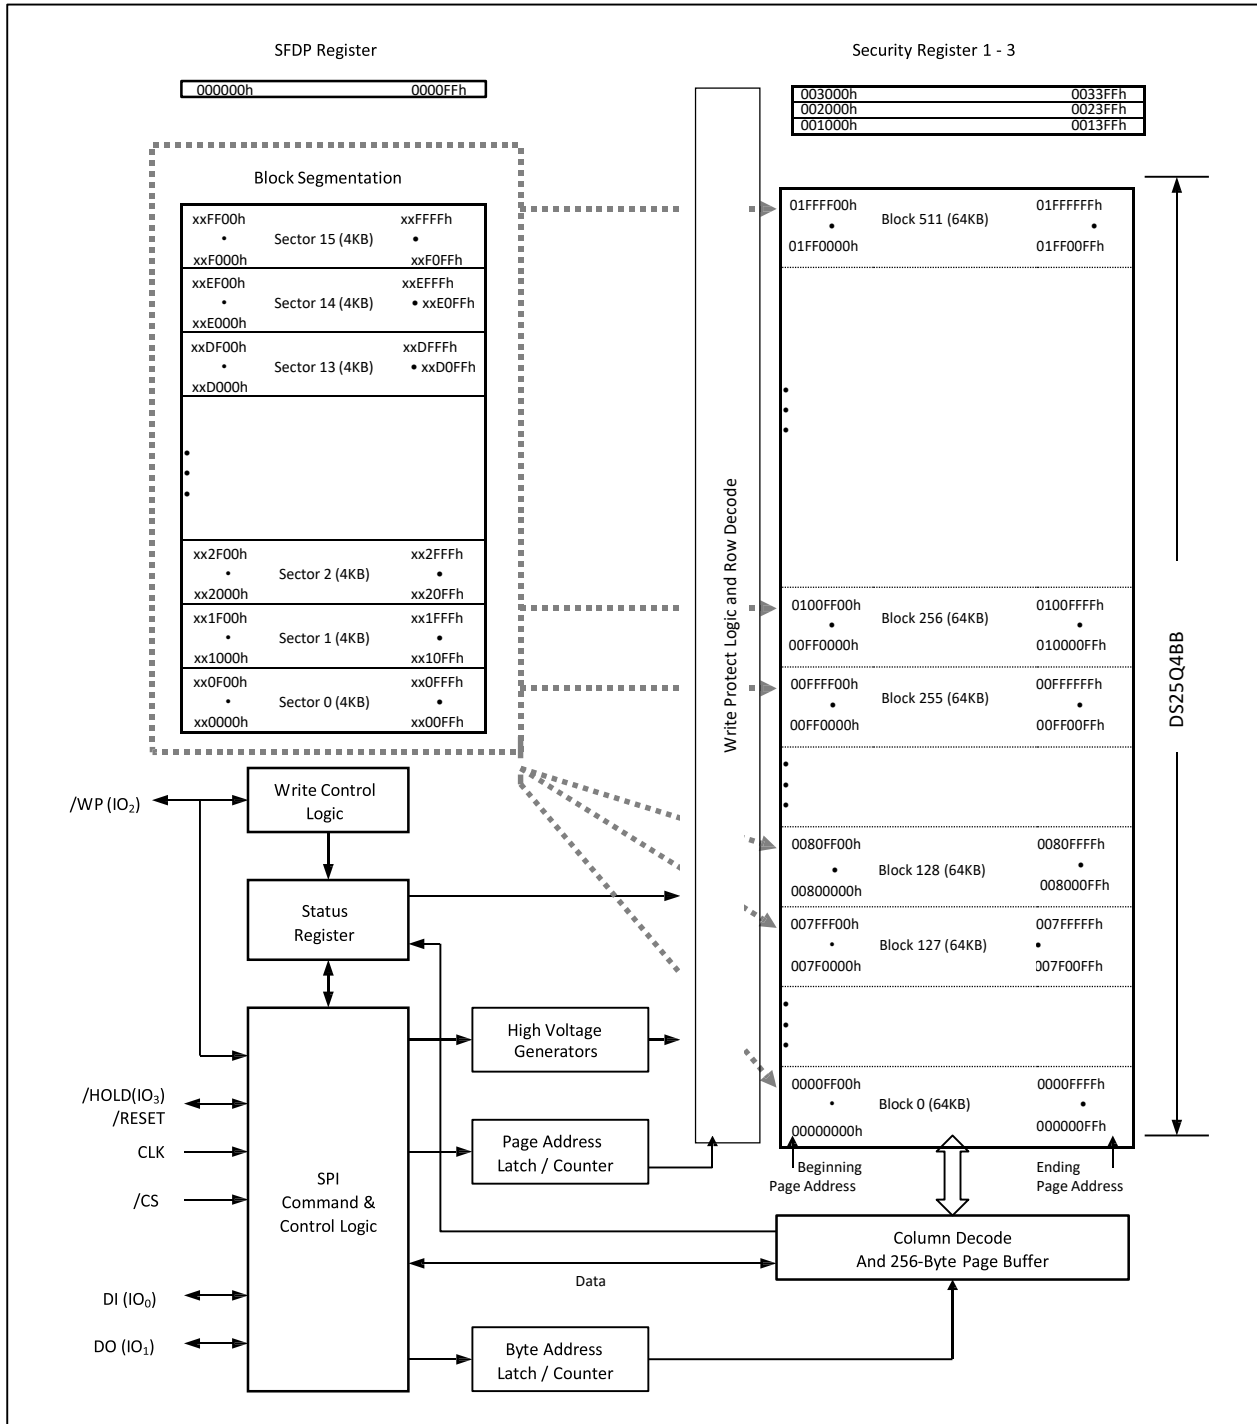 SFDP Register
000000h 0000FFh
Security Register 1 - 3
003000h 0033FFh
002000h 0023FFh
001000h 0013FFh
Block Segmentation
xxFF00h xxFFFFh
Sector 15 (4KB)
xxF000h xxF0FFh
xxEF00h xxEFFFh
Sector 14 (4KB) xxE0FFh
xxE000h
xxDF00h xxDFFFh
Sector 13 (4KB) xxD0FFh
xxD000h
xx2F00h xx2FFFh
Sector 2 (4KB)
xx2000h xx20FFh
xx1F00h xx1FFFh
Sector 1 (4KB)
xx1000h xx10FFh
xx0F00h xx0FFFh
Sector 0 (4KB)
xx0000h xx00FFh
Write Protect Logic and Row Decode
01FFFF00h 01FFFFFFh
Block 511 (64KB)
01FF0000h 01FF00FFh
0100FF00h 0100FFFFh
Block 256 (64KB)
00FF0000h 010000FFh
00FFFF00h 00FFFFFFh
Block 255 (64KB)
00FF0000h 00FF00FFh
0080FF00h 0080FFFFh
Block 128 (64KB)
00800000h 008000FFh
007FFF00h 007FFFFFh
Block 127 (64KB)
007F0000h 007F00FFh
0000FF00h 0000FFFFh
Block 0 (64KB)
00000000h 000000FFh
Beginning
Page Address
Ending
Page Address
DS25Q4BB
/WP (IO2)
Write Control
Logic
Status
Register
High Voltage
Generators
/HOLD(IO3)
/RESET
CLK
/CS
DI (IO0)
DO (IO1)
SPI
Command &
Control Logic
Page Address
Latch / Counter
Column Decode
And 256-Byte Page Buffer
Data
Byte Address
Latch / Counter